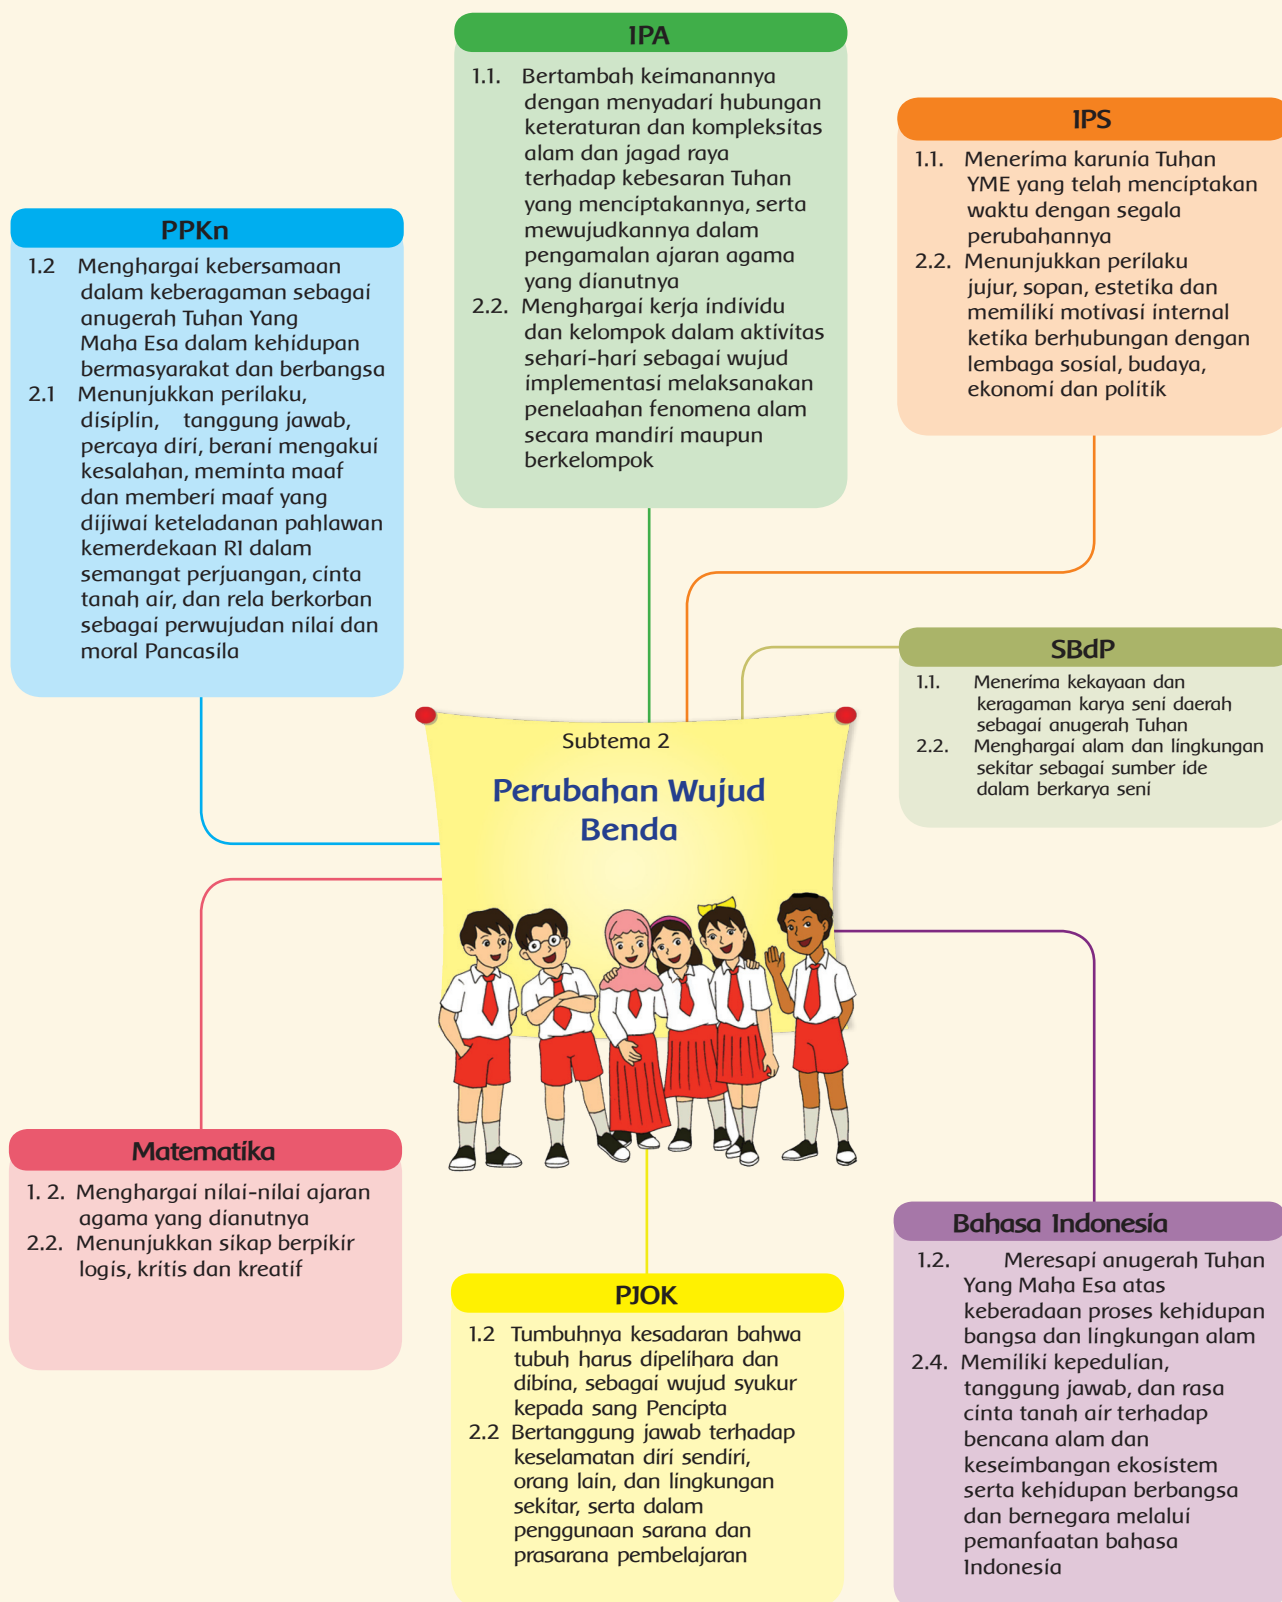 IPA
1.1. Bertambah keimanannya
dengan menyadari hubungan
keteraturan dan kompleksitas
alam dan jagad raya
terhadap kebesaran Tuhan
yang menciptakannya, serta
mewujudkannya dalam
pengamalan ajaran agama
yang dianutnya
2.2. Menghargai kerja individu
dan kelompok dalam aktivitas
sehari-hari sebagai wujud
implementasi melaksanakan
penelaahan fenomena alam
secara mandiri maupun
berkelompok
IPS
1.1. Menerima karunia Tuhan
YME yang telah menciptakan
waktu dengan segala
perubahannya
2.2. Menunjukkan perilaku
jujur, sopan, estetika dan
memiliki motivasi internal
ketika berhubungan dengan
lembaga sosial, budaya,
ekonomi dan politik
PPKn
1.2 Menghargai kebersamaan
dalam keberagaman sebagai
anugerah Tuhan Yang
Maha Esa dalam kehidupan
bermasyarakat dan berbangsa
2.1 Menunjukkan perilaku,
disiplin, tanggung jawab,
percaya diri, berani mengakui
kesalahan, meminta maaf
dan memberi maaf yang
dijiwai keteladanan pahlawan
kemerdekaan RI dalam
semangat perjuangan, cinta
tanah air, dan rela berkorban
sebagai perwujudan nilai dan
moral Pancasila
SBdP
1.1. Menerima kekayaan dan
keragaman karya seni daerah
sebagai anugerah Tuhan
2.2. Menghargai alam dan lingkungan
sekitar sebagai sumber ide
dalam berkarya seni
Subtema 2
Perubahan Wujud
Benda
Matematika
1. 2. Menghargai nilai-nilai ajaran
agama yang dianutnya
2.2. Menunjukkan sikap berpikir
logis, kritis dan kreatif
PJOK
1.2 Tumbuhnya kesadaran bahwa
tubuh harus dipelihara dan
dibina, sebagai wujud syukur
kepada sang Pencipta
2.2 Bertanggung jawab terhadap
keselamatan diri sendiri,
orang lain, dan lingkungan
sekitar, serta dalam
penggunaan sarana dan
prasarana pembelajaran
Bahasa Indonesia
1.2. Meresapi anugerah Tuhan
Yang Maha Esa atas
keberadaan proses kehidupan
bangsa dan lingkungan alam
2.4. Memiliki kepedulian,
tanggung jawab, dan rasa
cinta tanah air terhadap
bencana alam dan
keseimbangan ekosistem
serta kehidupan berbangsa
dan bernegara melalui
pemanfaatan bahasa
Indonesia